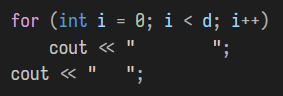 for (int i = 0; i < d; i++)
    cout << "        ";
cout << "   ";